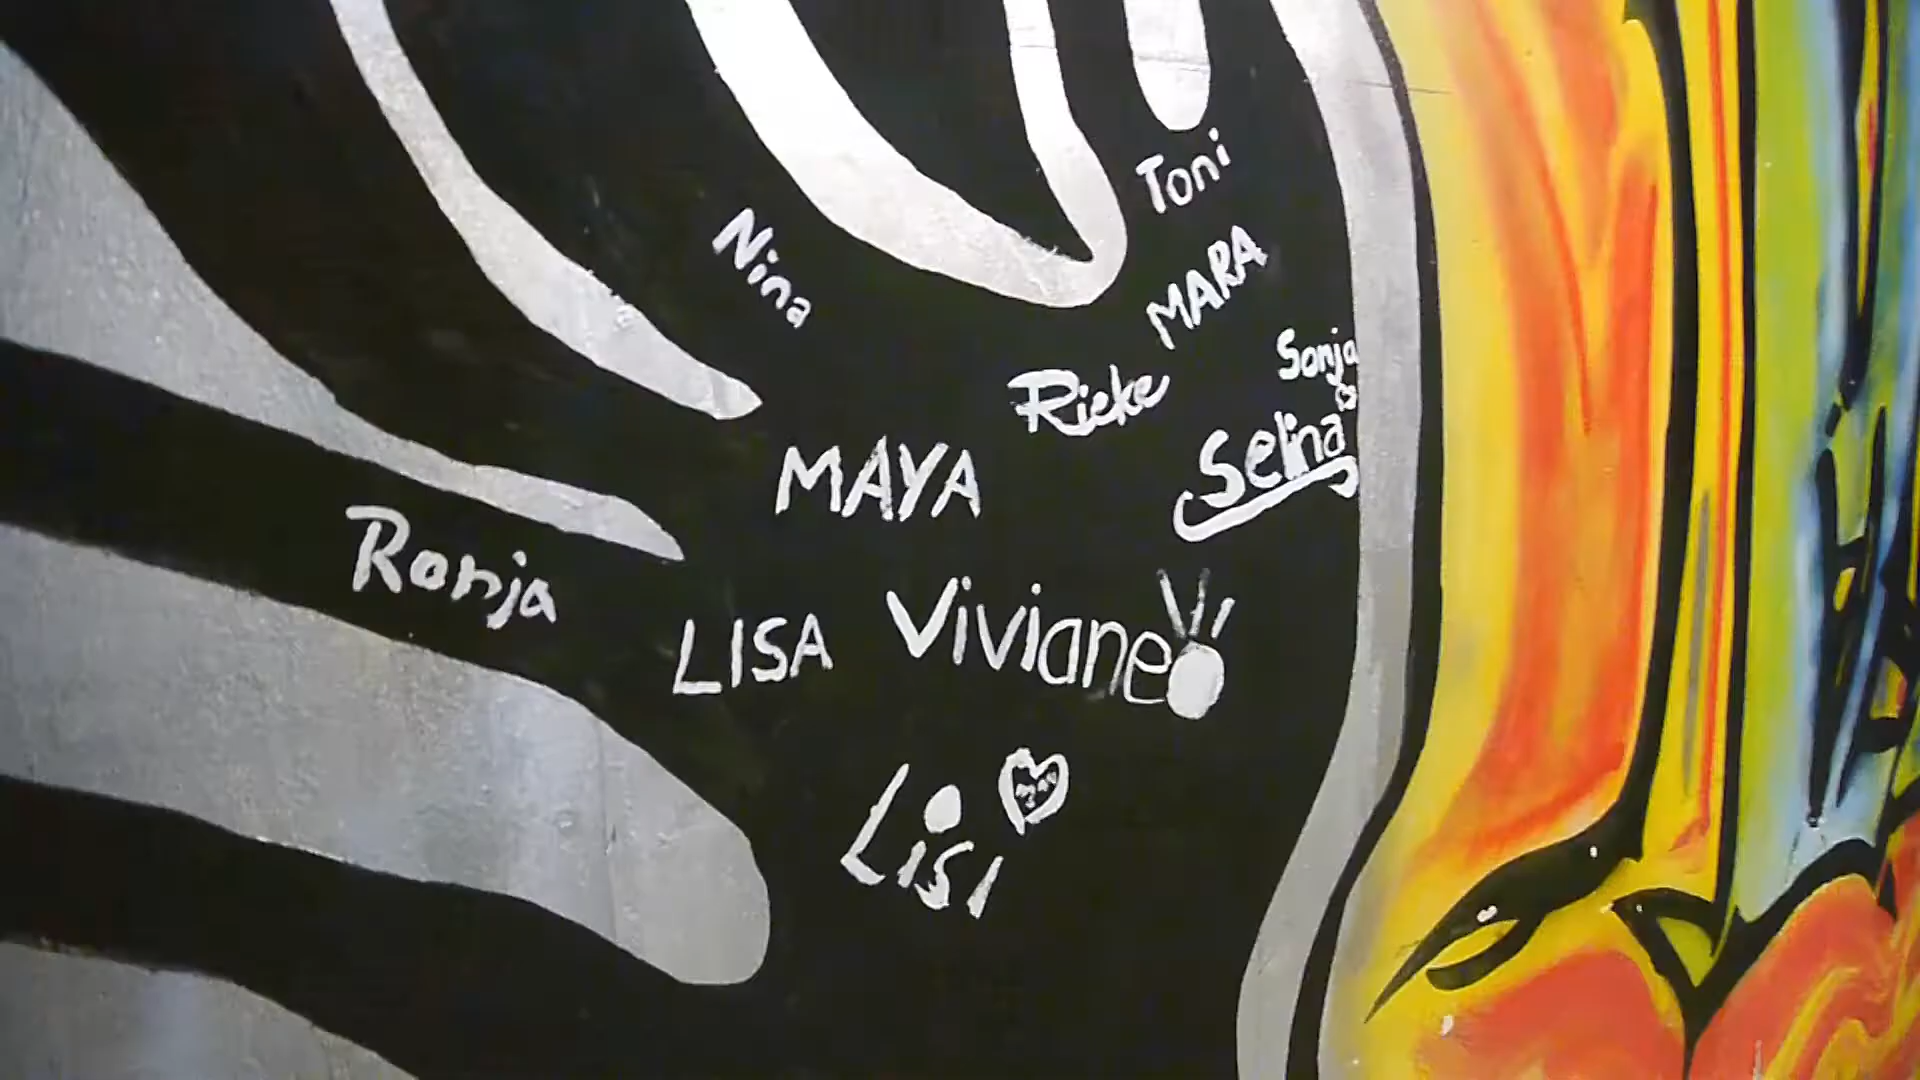 Toni
Nina
MARA
Sonja
Rieke
Selina
MAYA
Ronja
LISA
Viviane
Lisi